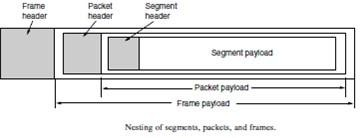 Frame header
Packet header
Segment header
Segment payload
Packet payload
Frame payload
Nesting of segments, packets, and frames.